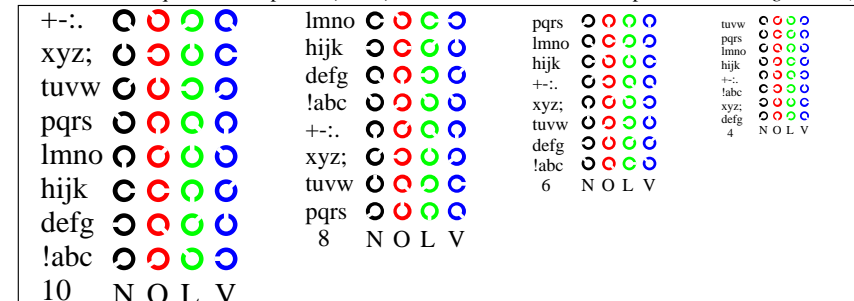 +-:.
xyz;
tuvw
pqrs
lmno
hijk
defg
!abc
10 N O L V
lmno
hijk
defg
!abc
+-:.
xyz;
tuvw
pqrs
8 N O L V
pqrs
lmno
hijk
+-:.
xyz;
tuvw
defg
!abc
6 N O L V
tuvw
pqrs
lmno
hijk
+-:.
!abc
xyz;
defg
4 N O L V